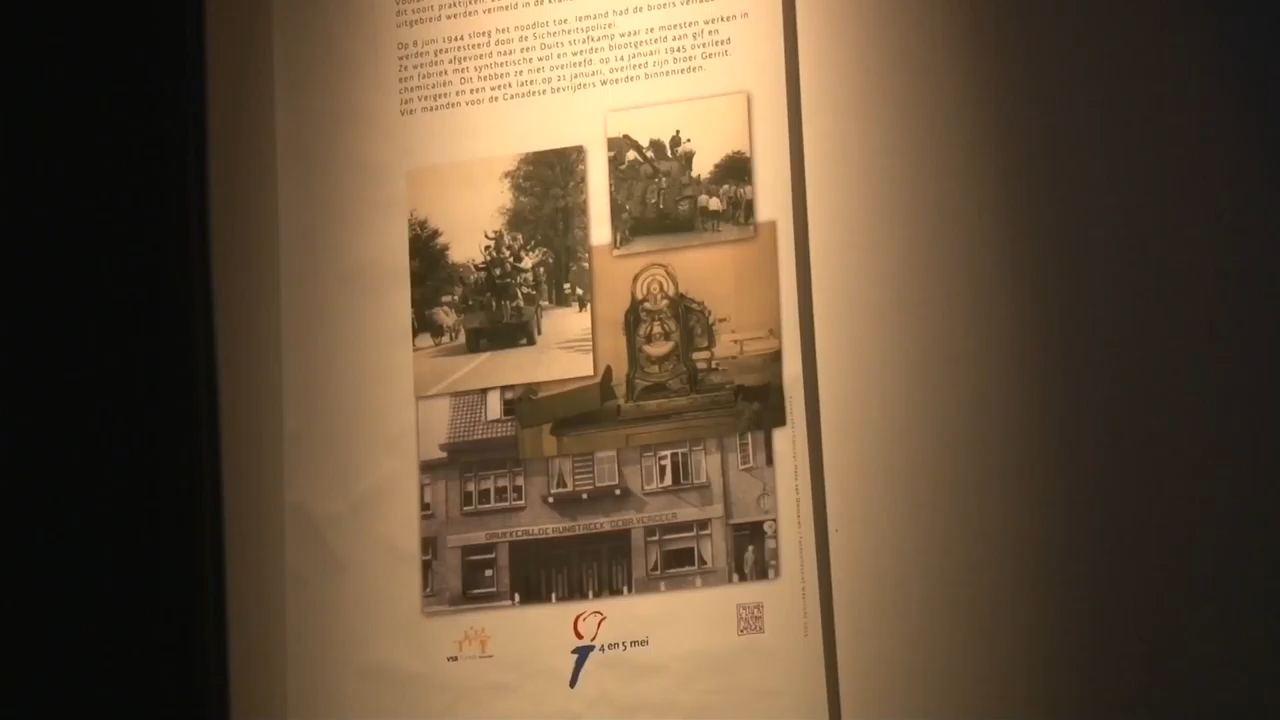 dit soort praktijken.
uitgebreid werden vermeld in de
Op 8 juni 1944 sloeg het noodlot toe. Iemand had de broers
werden gearresteerd door de Sicherheitspolizei.
Ze werden afgevoerd naar een Duits strafkamp waar ze moesten werken in
een fabriek met synthetische wol en werden blootgesteld aan gif en
chemicaliën. Dit hebben ze niet overleefd: op 14 januari 1945 overleed
Jan Vergeer en een week later,op 21 januari, overleed zijn broer Gerrit.
Vier maanden voor de Canadese bevrijders Woerden binnenreden.
DRUKKERIJ DE RIJNSTREEK GEBR. VERGEER
VSB fonds
4 en 5 mei